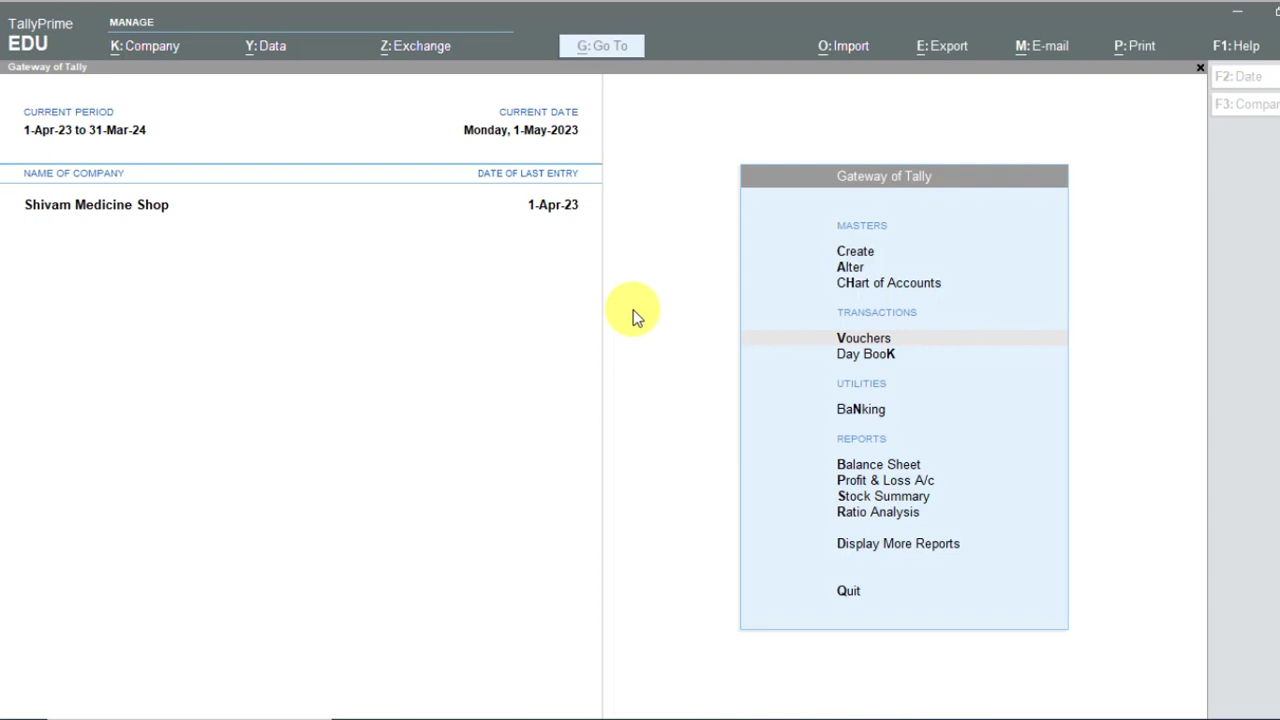 TallyPrime
EDU
MANAGE
K: Company
Y: Data
Z: Exchange
G: Go To
O: Import
E: Export
M: E-mail
P: Print
F1: Help
Gateway of Tally
F2: Date
F3: Compar
CURRENT PERIOD
CURRENT DATE
1-Apr-23 to 31-Mar-24
Monday, 1-May-2023
NAME OF COMPANY
DATE OF LAST ENTRY
Shivam Medicine Shop
1-Apr-23
Gateway of Tally
MASTERS
Create
Alter
CHart of Accounts
TRANSACTIONS
Vouchers
Day BooK
UTILITIES
BaNking
REPORTS
Balance Sheet
Profit & Loss A/c
Stock Summary
Ratio Analysis
Display More Reports
Quit